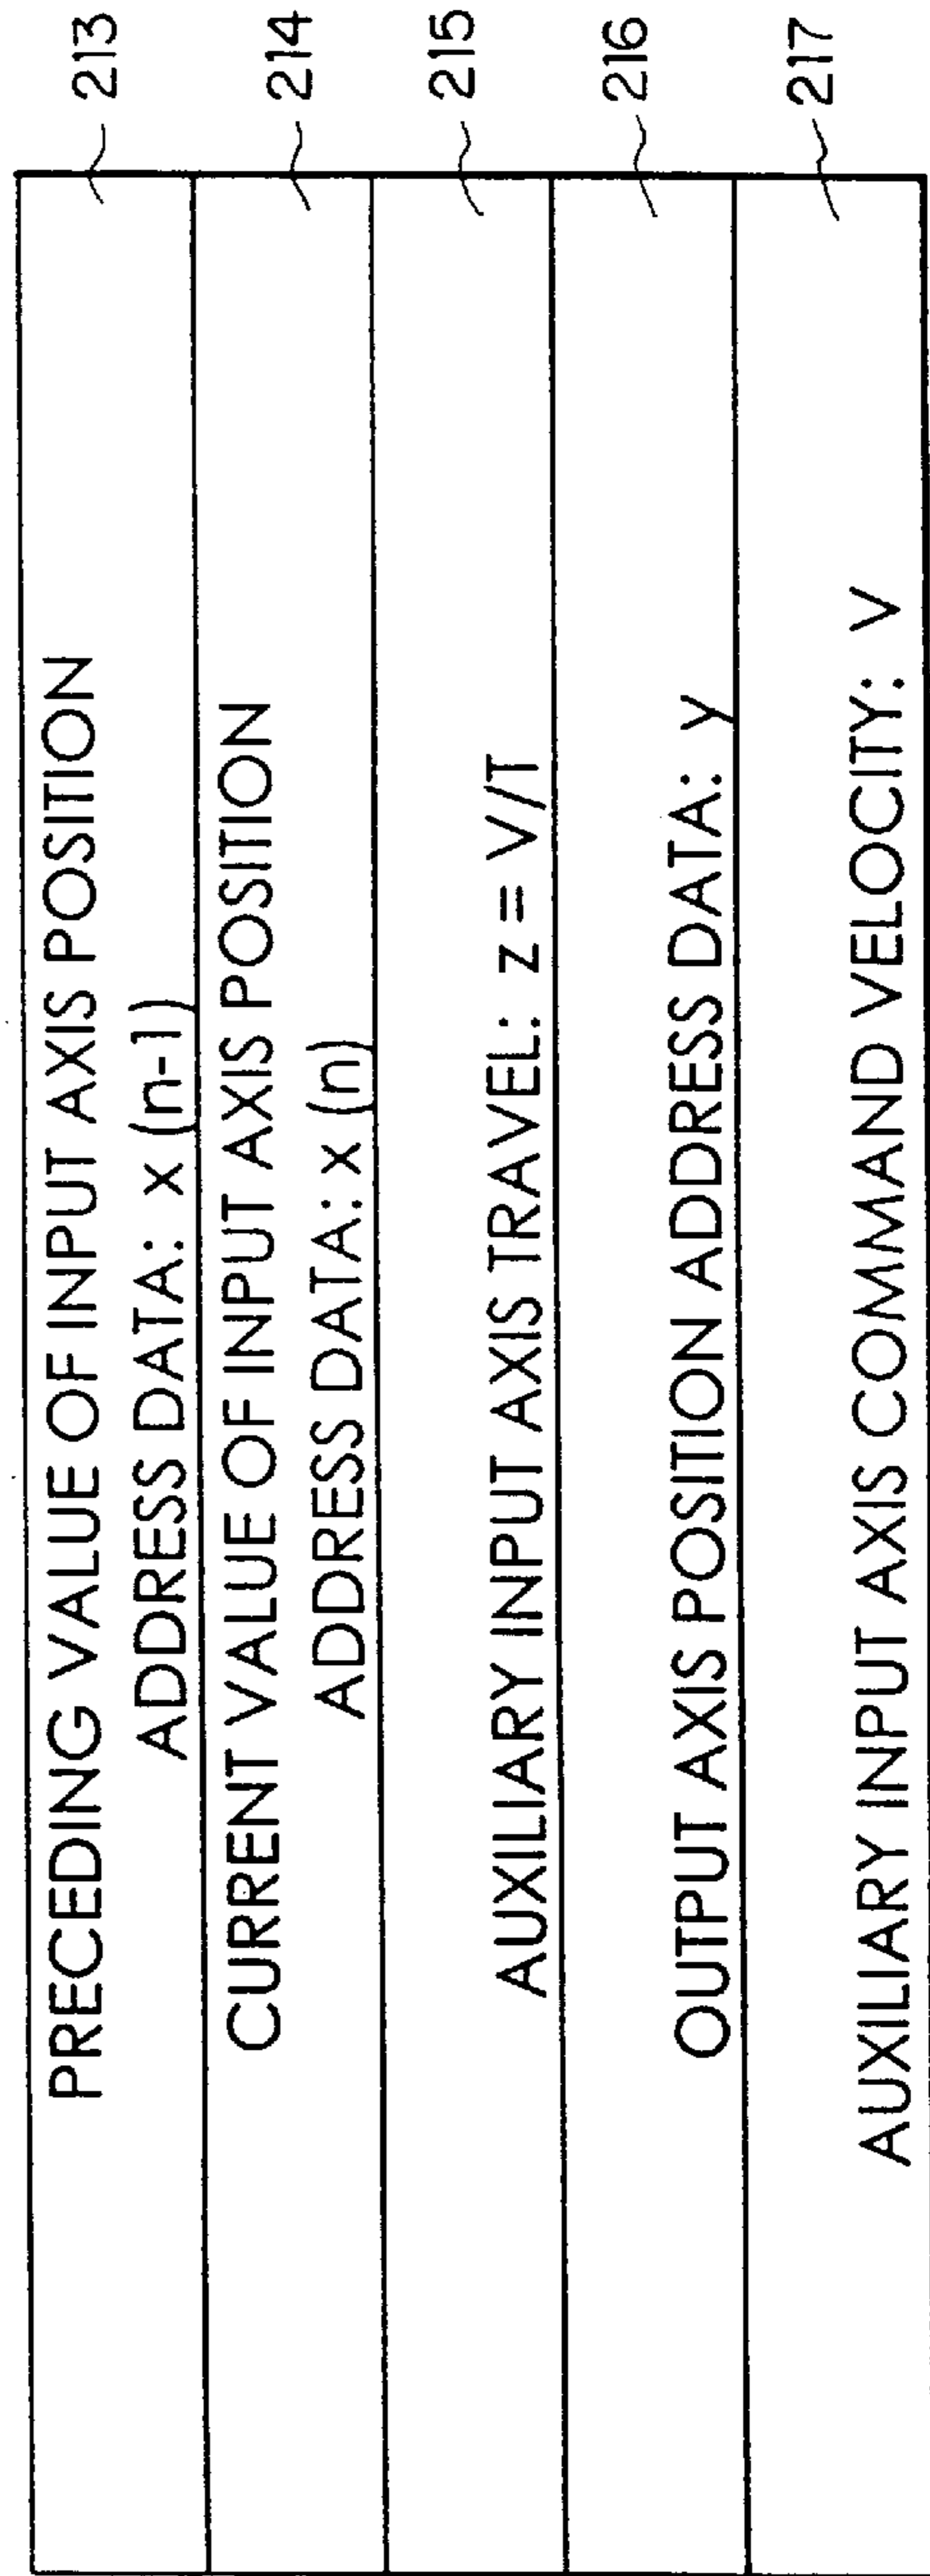 PRECEDING VALUE OF INPUT AXIS POSITION
ADDRESS DATA: x (n-1)
213
CURRENT VALUE OF INPUT AXIS POSITION
ADDRESS DATA: x (n)
214
AUXILIARY INPUT AXIS TRAVEL: z = V/T
215
OUTPUT AXIS POSITION ADDRESS DATA: y
216
AUXILIARY INPUT AXIS COMMAND VELOCITY: V
217